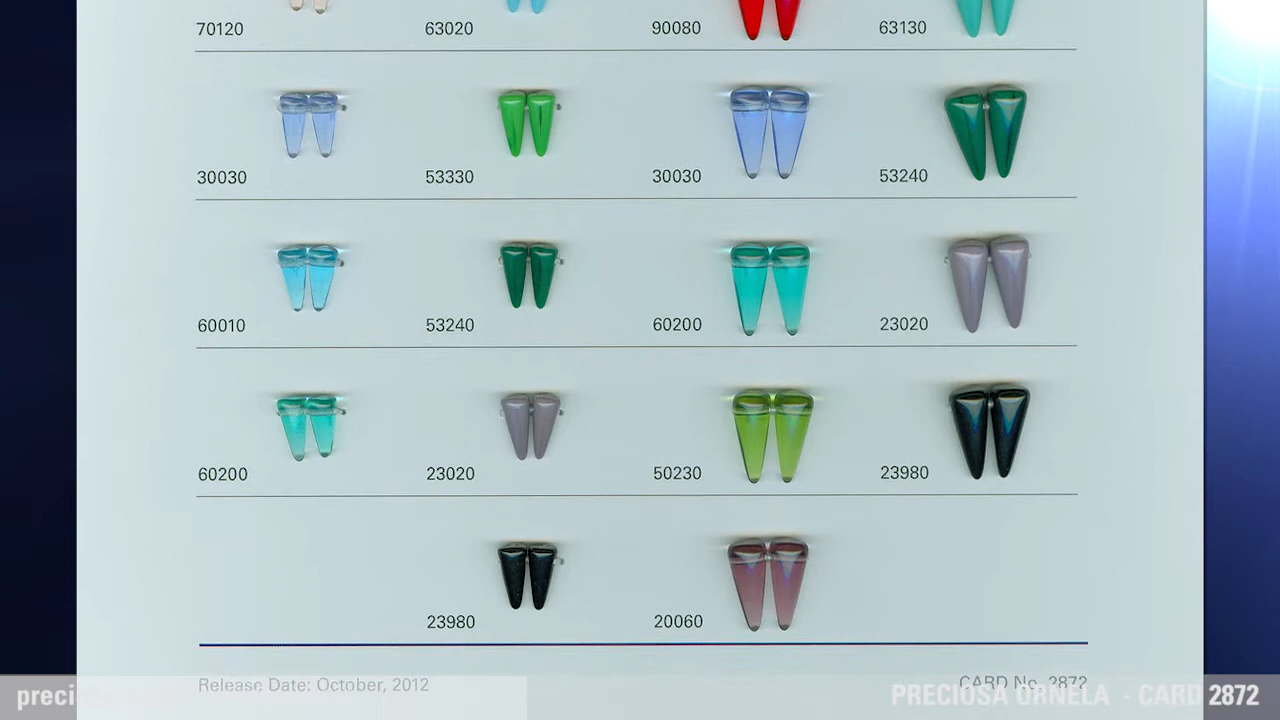 70120 63020 90080 63130
30030 53330 30030 53240
60010 53240 60200 23020
60200 23020 50230 23980
23980 20060
Release Date: October, 2012 CARD No. 2872
PRECIOSA ORNELA - CARD 2872